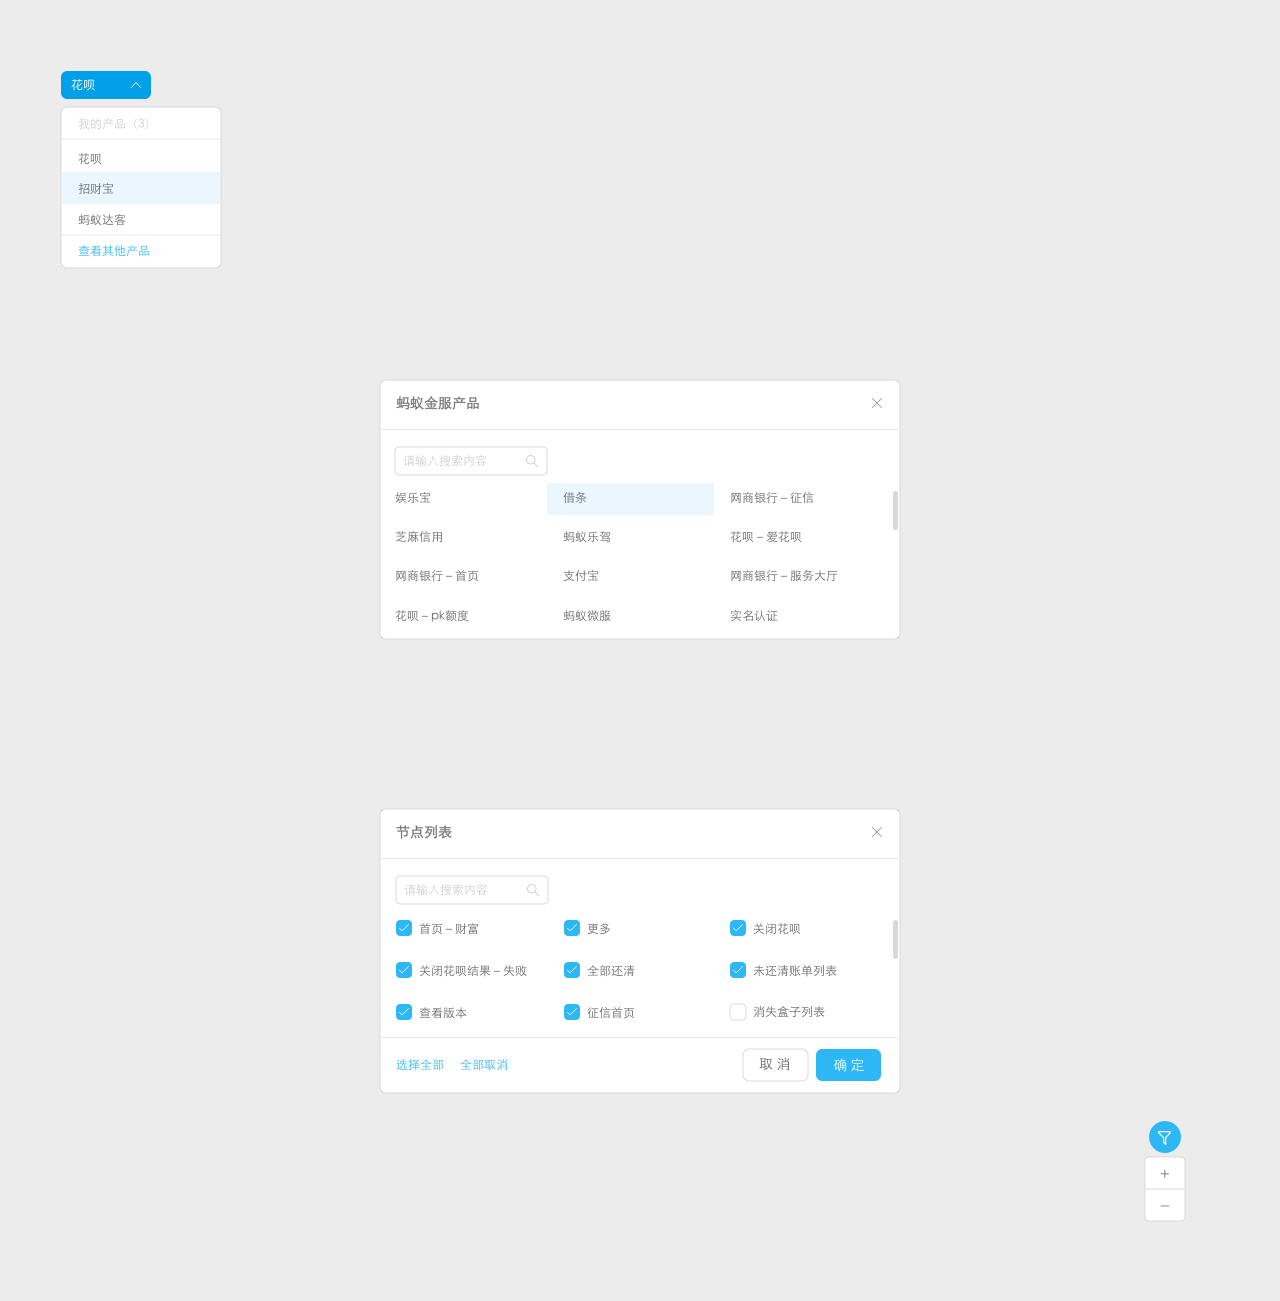 花呗
我的产品（3）
花呗
招财宝
蚂蚁达客
查看其他产品
蚂蚁金服产品
请输入搜索内容
娱乐宝 借条 网商银行 – 征信
芝麻信用 蚂蚁乐驾 花呗 – 爱花呗
网商银行 – 首页 支付宝 网商银行 – 服务大厅
花呗 – pk额度 蚂蚁微服 实名认证
节点列表
请输入搜索内容
首页 – 财富 更多 关闭花呗
关闭花呗结果 – 失败 全部还清 未还清账单列表
查看版本 征信首页 消失盒子列表
选择全部 全部取消 取 消 确 定
+
–